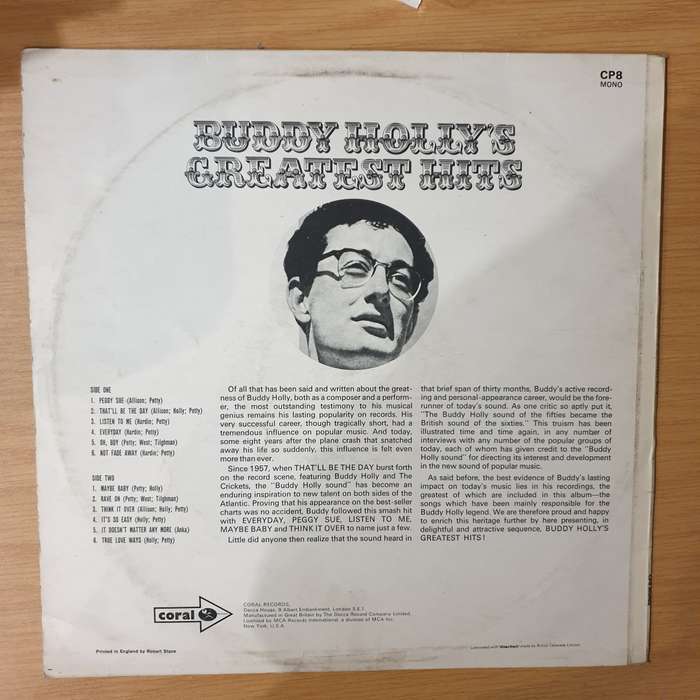 CP8
MONO
BUDDY HOLLY'S
GREATEST HITS
SIDE ONE
1. PEGGY SUE (Allison; Petty)
2. THAT'LL BE THE DAY (Allison; Holly; Petty)
3. LISTEN TO ME (Hardin; Petty)
4. EVERYDAY (Hardin; Petty)
5. OH, BOY (Petty; West; Tilghman)
6. NOT FADE AWAY (Hardin; Petty)
SIDE TWO
1. MAYBE BABY (Petty; Holly)
2. RAVE ON (Petty; West; Tilghman)
3. THINK IT OVER (Allison; Holly; Petty)
4. IT'S SO EASY (Holly; Petty)
5. IT DOESN'T MATTER ANY MORE (Anka)
6. TRUE LOVE WAYS (Holly; Petty)
Of all that has been said and written about the great-
ness of Buddy Holly, both as a composer and a perform-
er, the most outstanding testimony to his musical
genius remains his lasting popularity on records. His
very successful career, though tragically short, had a
tremendous influence on popular music. And today,
some eight years after the plane crash that snatched
away his life so suddenly, this influence is felt even
more than ever.
Since 1957, when THAT'LL BE THE DAY burst forth
on the record scene, featuring Buddy Holly and The
Crickets, the "Buddy Holly sound" has become an
enduring inspiration to new talent on both sides of the
Atlantic. Proving that his appearance on the best-seller
charts was no accident, Buddy followed this smash hit
with EVERYDAY, PEGGY SUE, LISTEN TO ME,
MAYBE BABY and THINK IT OVER to name just a few.
Little did anyone then realize that the sound heard in
that brief span of thirty months, Buddy's active record-
ing and personal-appearance career, would be the fore-
runner of today's sound. As one critic so aptly put it,
"The Buddy Holly sound of the fifties became the
British sound of the sixties." This truism has been
illustrated time and time again, in any number of
interviews with any number of the popular groups of
today, each of whom has given credit to the "Buddy
Holly sound" for directing its interest and development
in the new sound of popular music.
As said before, the best evidence of Buddy's lasting
impact on today's music lies in his recordings, the
greatest of which are included in this album—the
songs which have been mainly responsible for the
Buddy Holly legend. We are therefore proud and happy
to enrich this heritage further by here presenting, in
delightful and attractive sequence, BUDDY HOLLY'S
GREATEST HITS!
coral
CORAL RECORDS,
Decca House, 9 Albert Embankment, London S.E.1
Manufactured in Great Britain by The Decca Record Company Limited,
Licensed by MCA Records International, a division of MCA Inc.
New York, U.S.A.
Printed in England by Robert Stace
Laminated with